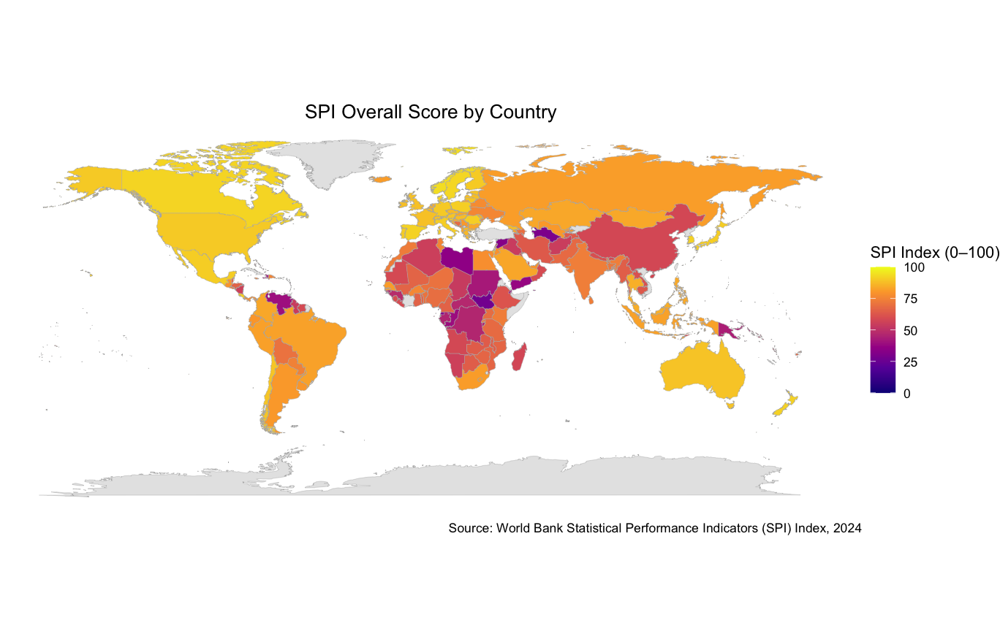 SPI Overall Score by Country
SPI Index (0–100)
100
75
50
25
0
Source: World Bank Statistical Performance Indicators (SPI) Index, 2024